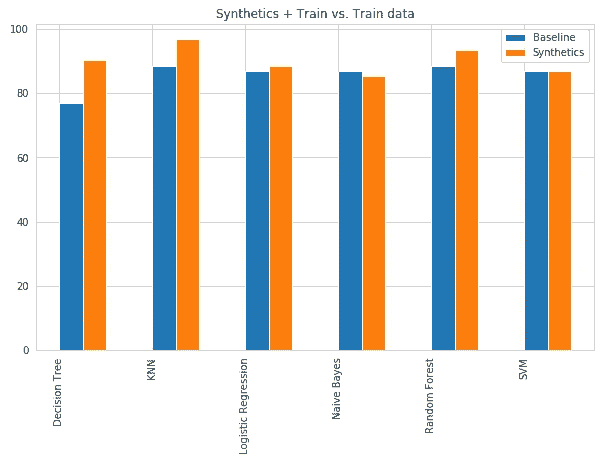 Synthetics + Train vs. Train data
Baseline
Synthetics
100
80
60
40
20
0
Decision Tree
KNN
Logistic Regression
Naive Bayes
Random Forest
SVM